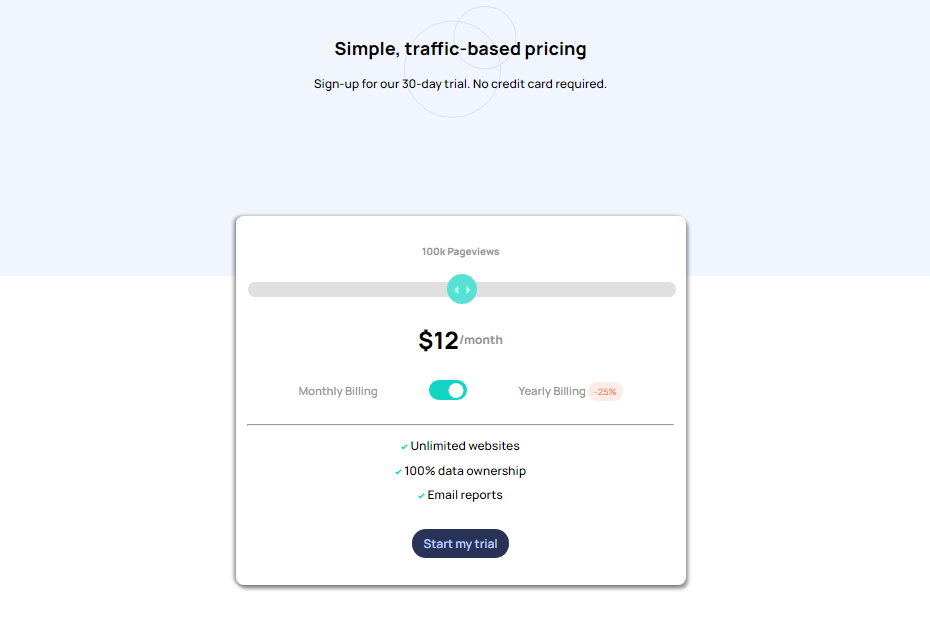 Simple, traffic-based pricing
Sign-up for our 30-day trial. No credit card required.
100k Pageviews
$12/month
Monthly Billing
Yearly Billing -25%
Unlimited websites
100% data ownership
Email reports
Start my trial